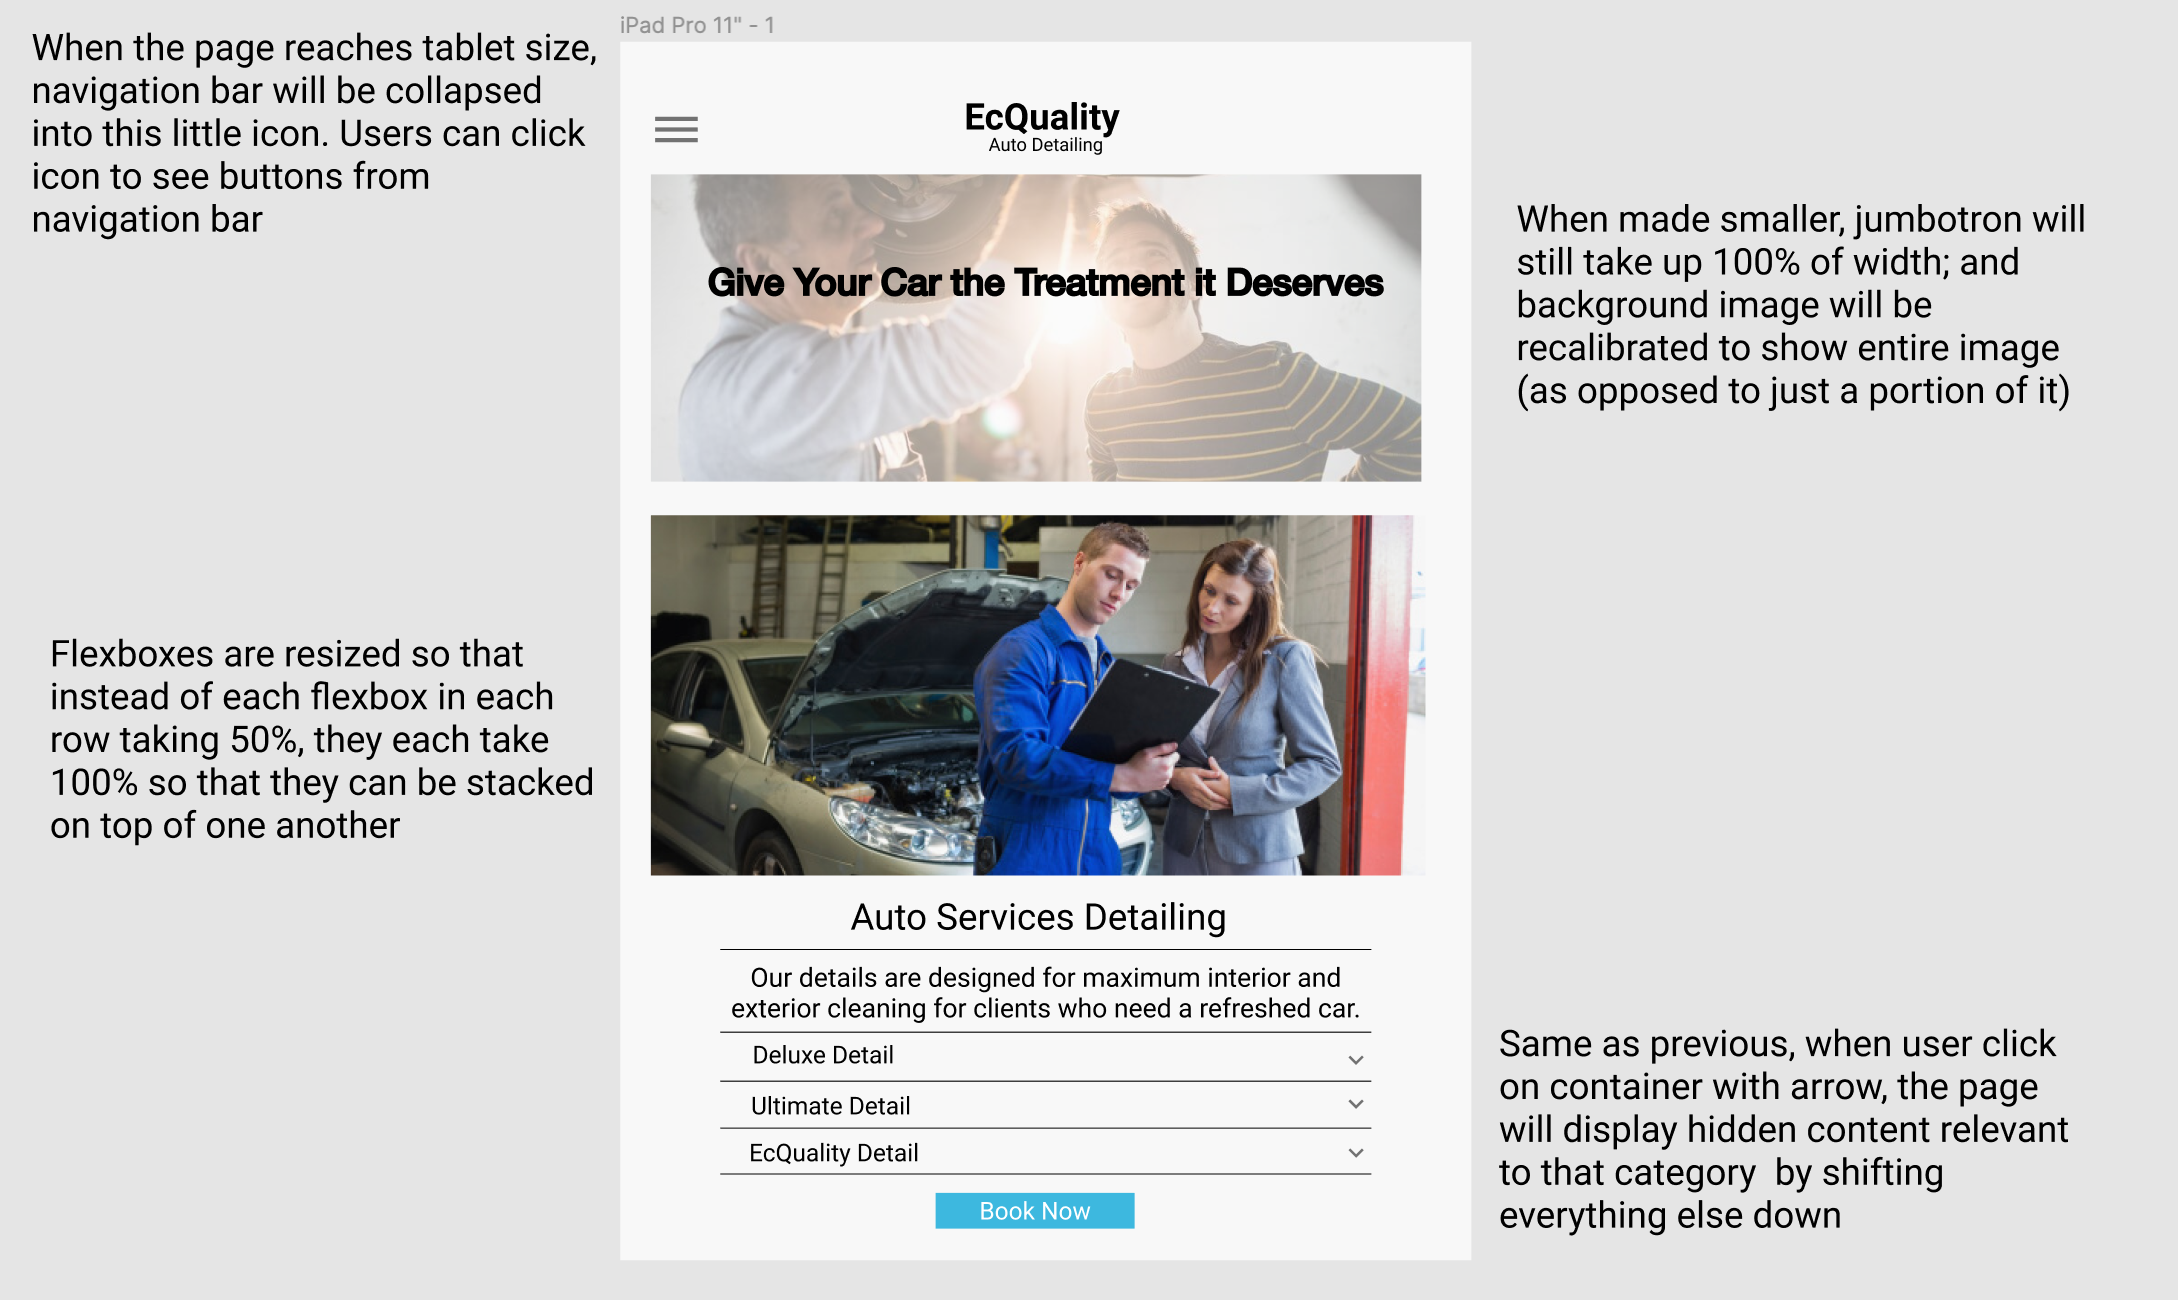 iPad Pro 11" - 1
When the page reaches tablet size,
navigation bar will be collapsed
into this little icon. Users can click
icon to see buttons from
navigation bar
EcQuality
Auto Detailing
Give Your Car the Treatment it Deserves
When made smaller, jumbotron will
still take up 100% of width; and
background image will be
recalibrated to show entire image
(as opposed to just a portion of it)
Flexboxes are resized so that
instead of each flexbox in each
row taking 50%, they each take
100% so that they can be stacked
on top of one another
Auto Services Detailing
Our details are designed for maximum interior and
exterior cleaning for clients who need a refreshed car.
Deluxe Detail
Ultimate Detail
EcQuality Detail
Book Now
Same as previous, when user click
on container with arrow, the page
will display hidden content relevant
to that category  by shifting
everything else down